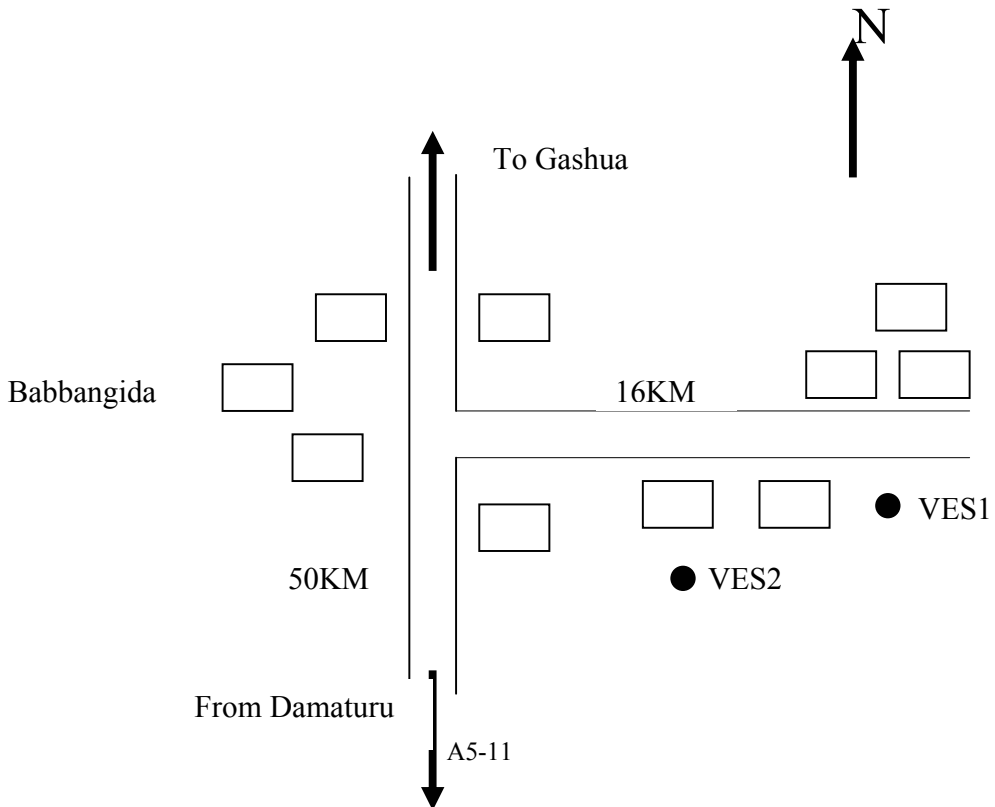 N
To Gashua
Babbangida
16KM
VES1
50KM
VES2
From Damaturu
A5-11